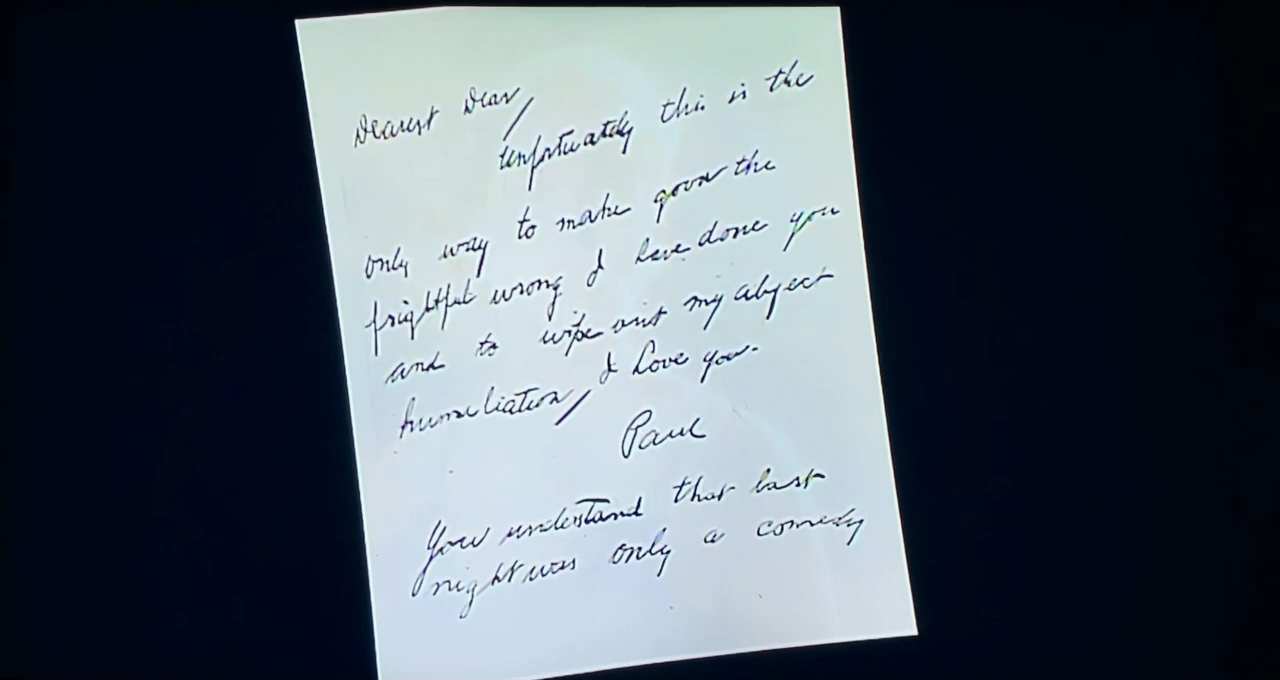 Dearest Dear,
Unfortuately this is the
only way to make good the
frightful wrong I have done you
and to wipe out my abject
humiliation, I Love you.
Paul
You understand that last
night was only a comedy